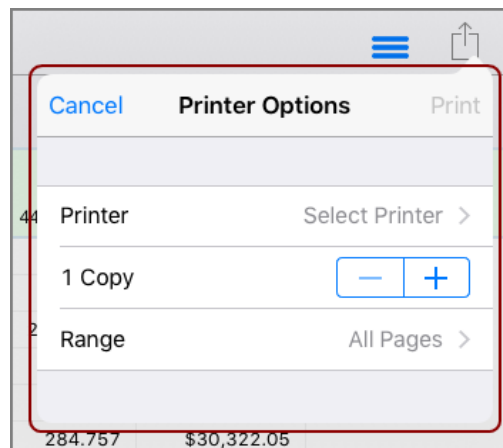 Cancel Printer Options Print
44
Printer Select Printer
1 Copy
2
Range All Pages
284.757 $30,322.05